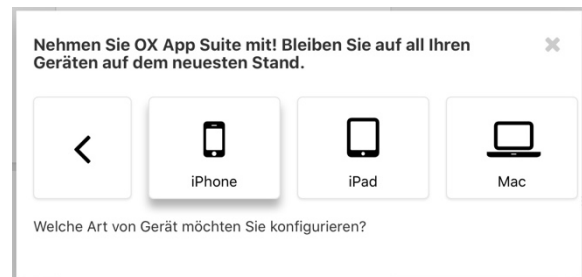 Nehmen Sie OX App Suite mit! Bleiben Sie auf all Ihren
Geräten auf dem neuesten Stand.
iPhone
iPad
Mac
Welche Art von Gerät möchten Sie konfigurieren?